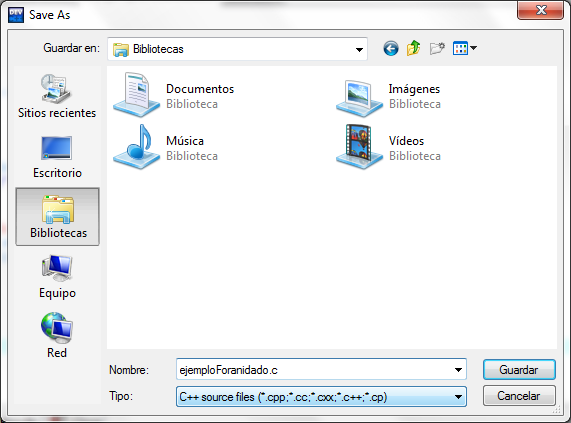 DEV
Save As
Guardar en:
Bibliotecas
Sitios recientes
Escritorio
Bibliotecas
Equipo
Red
Documentos
Biblioteca
Imágenes
Biblioteca
Música
Biblioteca
Vídeos
Biblioteca
Nombre:
ejemploForanidado.c
Guardar
Tipo:
C++ source files (*.cpp;*.cc;*.cxx;*.c++;*.cp)
Cancelar